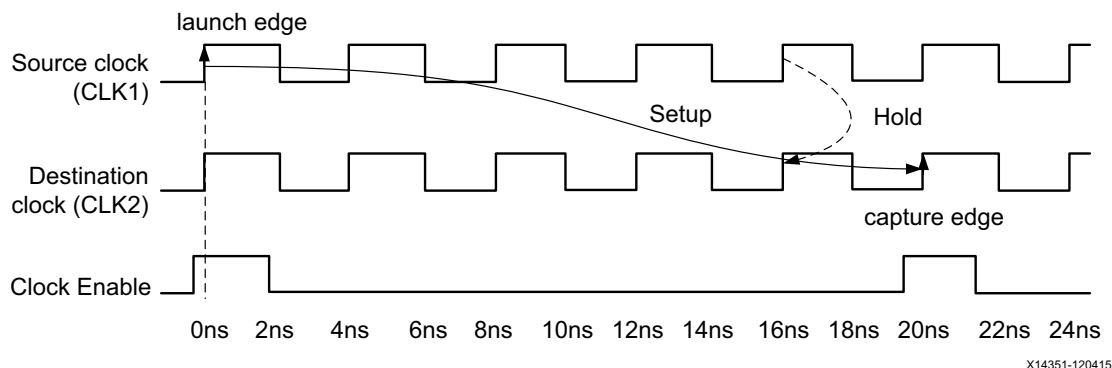 launch edge
Source clock
(CLK1)
Setup
Hold
Destination
clock (CLK2)
capture edge
Clock Enable
0ns 2ns 4ns 6ns 8ns 10ns 12ns 14ns 16ns 18ns 20ns 22ns 24ns
X14351-120415